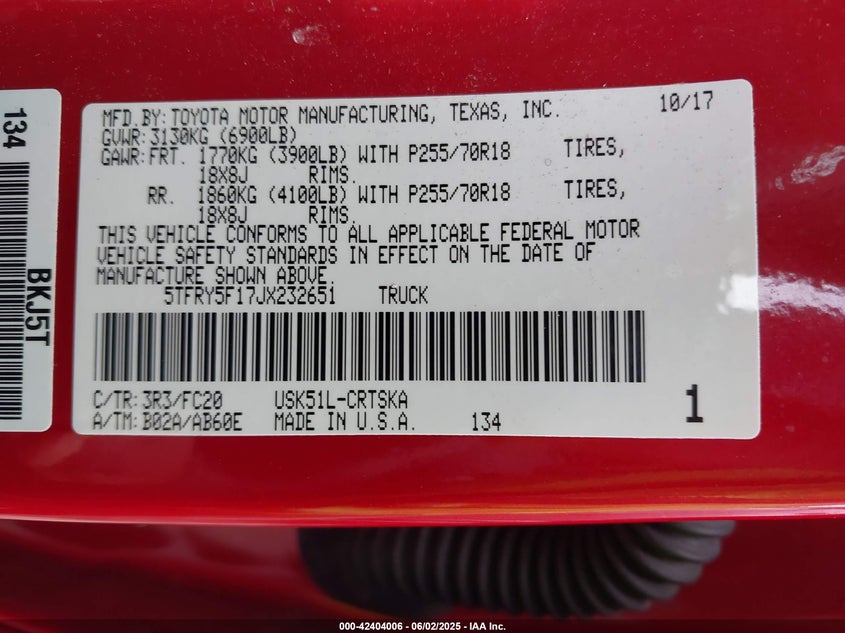 134
BKJ5T
MFD.BY: TOYOTA MOTOR MANUFACTURING, TEXAS, INC. 10/17
GVWR: 3130KG (6900LB)
GAWR: FRT. 1770KG (3900LB) WITH P255/70R18 TIRES,
18X8J RIMS.
RR. 1860KG (4100LB) WITH P255/70R18 TIRES,
18X8J RIMS.
THIS VEHICLE CONFORMS TO ALL APPLICABLE FEDERAL MOTOR
VEHICLE SAFETY STANDARDS IN EFFECT ON THE DATE OF
MANUFACTURE SHOWN ABOVE.
5TFRY5F17JX232651 TRUCK
C/TR: 3R3/FC20 USK51L-CRTSKA
A/TM: B02A/AB60E MADE IN U.S.A. 134
1
000-42404006 - 06/02/2025 - IAA Inc.